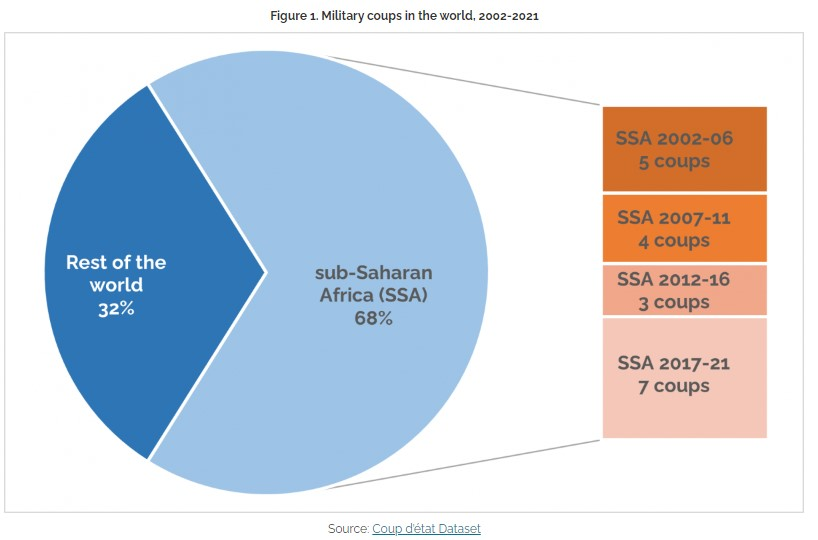 Figure 1. Military coups in the world, 2002-2021
Rest of the
world
32%
sub-Saharan
Africa (SSA)
68%
SSA 2002-06
5 coups
SSA 2007-11
4 coups
SSA 2012-16
3 coups
SSA 2017-21
7 coups
Source: Coup d'état Dataset